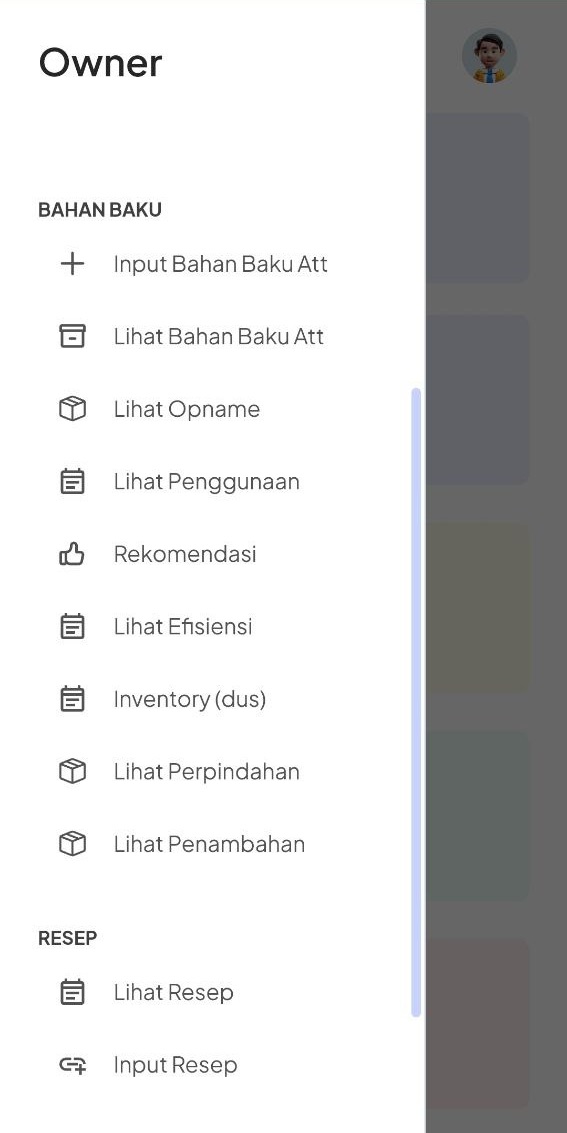 Owner
BAHAN BAKU
Input Bahan Baku Att
Lihat Bahan Baku Att
Lihat Opname
Lihat Penggunaan
Rekomendasi
Lihat Efisiensi
Inventory (dus)
Lihat Perpindahan
Lihat Penambahan
RESEP
Lihat Resep
Input Resep